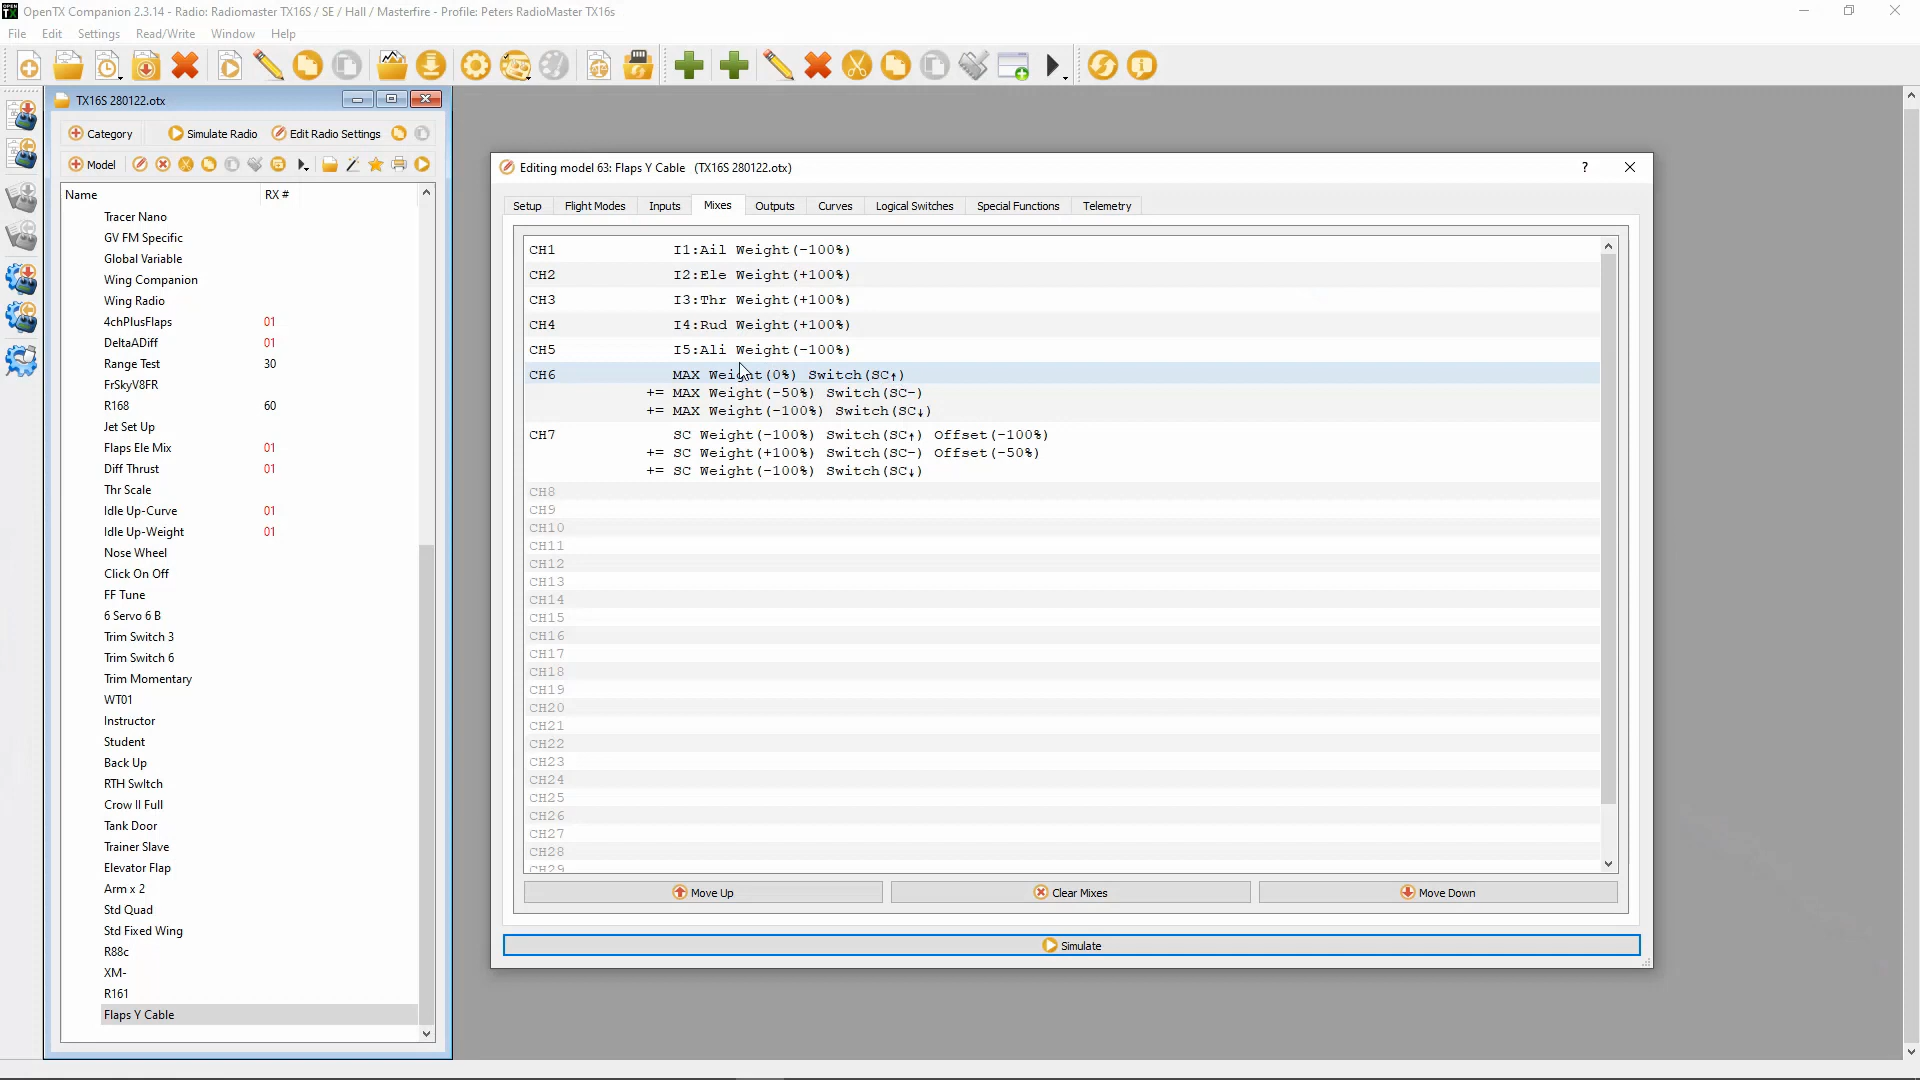 OpenTX Companion 2.3.14 - Radio: Radiomaster TX16S / SE / Hall / Masterfire - Profile: Peters RadioMaster TX16s
File Edit Settings Read/Write Window Help
TX16S 280122.otx
Category Simulate Radio Edit Radio Settings
Model
Name RX #
Tracer Nano
GV FM Specific
Global Variable
Wing Companion
Wing Radio
4chPlusFlaps 01
DeltaADiff 01
Range Test 30
FrSkyV8FR
R168 60
Jet Set Up
Flaps Ele Mix 01
Diff Thrust 01
Thr Scale
Idle Up-Curve 01
Idle Up-Weight 01
Nose Wheel
Click On Off
FF Tune
6 Servo 6 B
Trim Switch 3
Trim Switch 6
Trim Momentary
WT01
Instructor
Student
Back Up
RTH Switch
Crow II Full
Tank Door
Trainer Slave
Elevator Flap
Arm x 2
Std Quad
Std Fixed Wing
R88c
XM-
R161
Flaps Y Cable
Editing model 63: Flaps Y Cable (TX16S 280122.otx) ?
Setup Flight Modes Inputs Mixes Outputs Curves Logical Switches Special Functions Telemetry
CH1 I1:Ail Weight(-100%)
CH2 I2:Ele Weight(+100%)
CH3 I3:Thr Weight(+100%)
CH4 I4:Rud Weight(+100%)
CH5 I5:Ali Weight(-100%)
CH6 MAX Weight(0%) Switch(SC↑)
+= MAX Weight(-50%) Switch(SC-)
+= MAX Weight(-100%) Switch(SC↓)
CH7 SC Weight(-100%) Switch(SC↑) Offset(-100%)
+= SC Weight(+100%) Switch(SC-) Offset(-50%)
+= SC Weight(-100%) Switch(SC↓)
CH8
CH9
CH10
CH11
CH12
CH13
CH14
CH15
CH16
CH17
CH18
CH19
CH20
CH21
CH22
CH23
CH24
CH25
CH26
CH27
CH28
CH29
Move Up Clear Mixes Move Down
Simulate